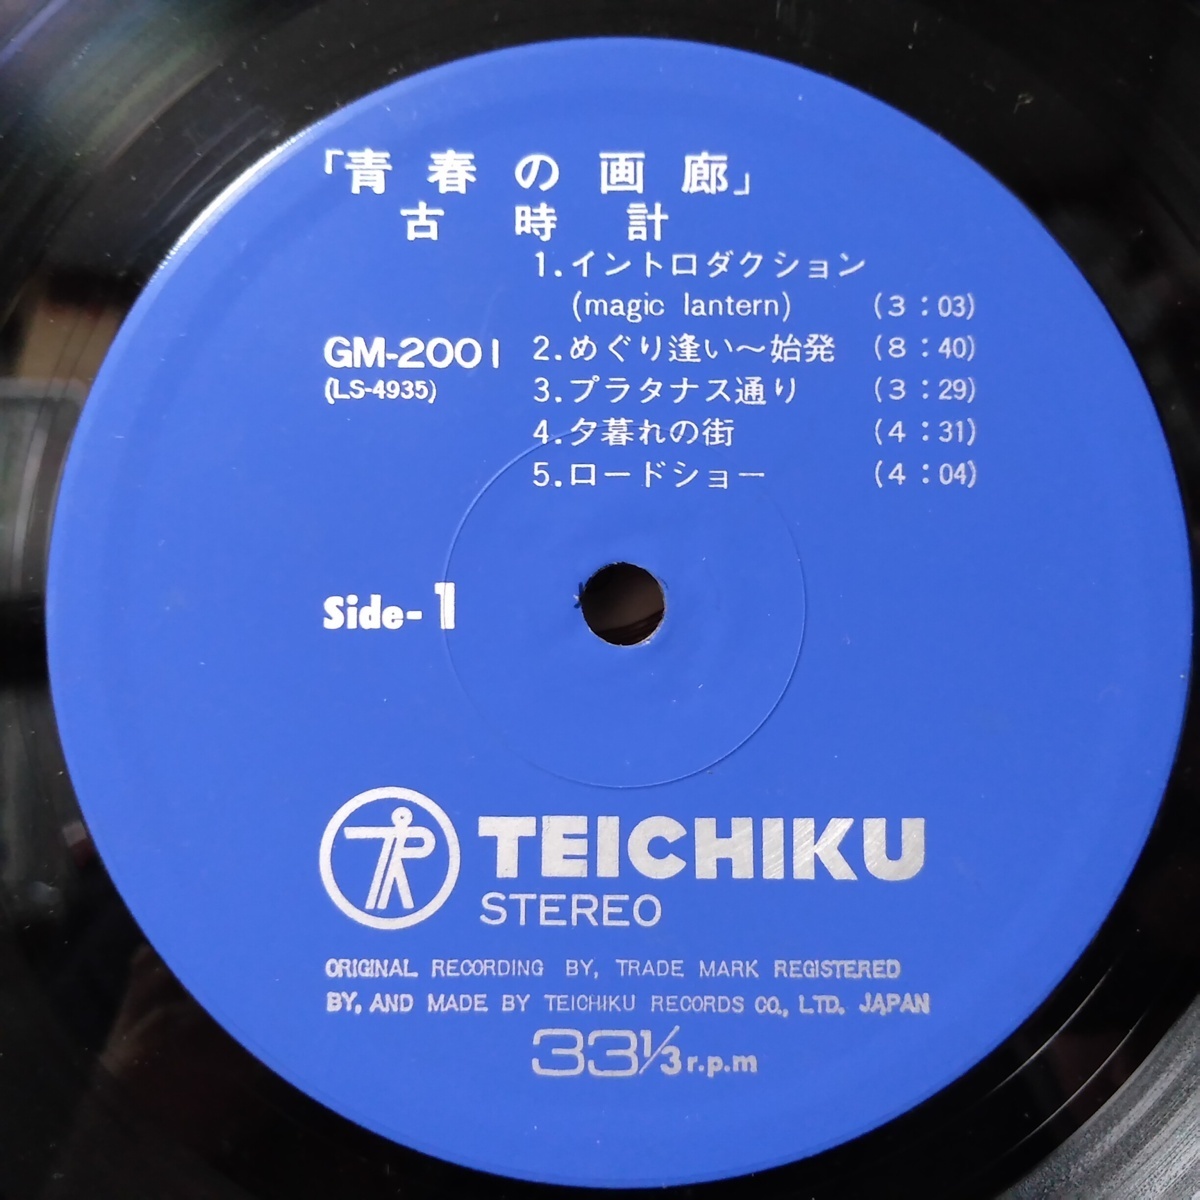 「青春の画廊」
古時計
1.イントロダクション
(magic lantern) (3:03)
GM-2001 2.めぐり逢い〜始発 (8:40)
(LS-4935) 3.プラタナス通り (3:29)
4.夕暮れの街 (4:31)
5.ロードショー (4:04)
Side-1
TEICHIKU
STEREO
ORIGINAL RECORDING BY, TRADE MARK REGISTERED
BY, AND MADE BY TEICHIKU RECORDS CO., LTD. JAPAN
33 1/3 r.p.m